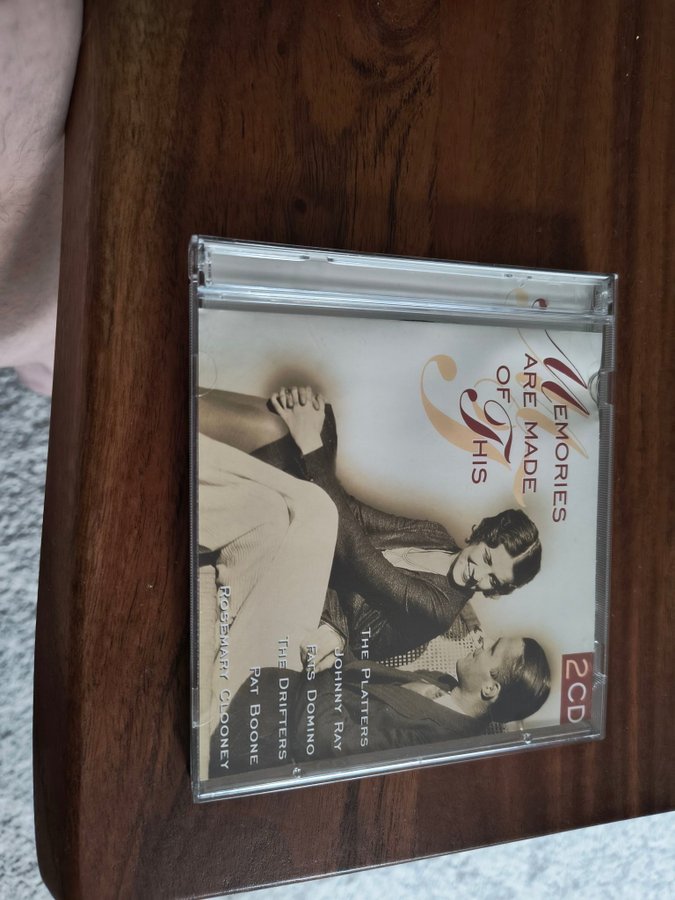 MEMORIES
ARE MADE
OF THIS
2CD
THE PLATTERS
JOHNNY RAY
FATS DOMINO
THE DRIFTERS
PAT BOONE
ROSEMARY CLOONEY